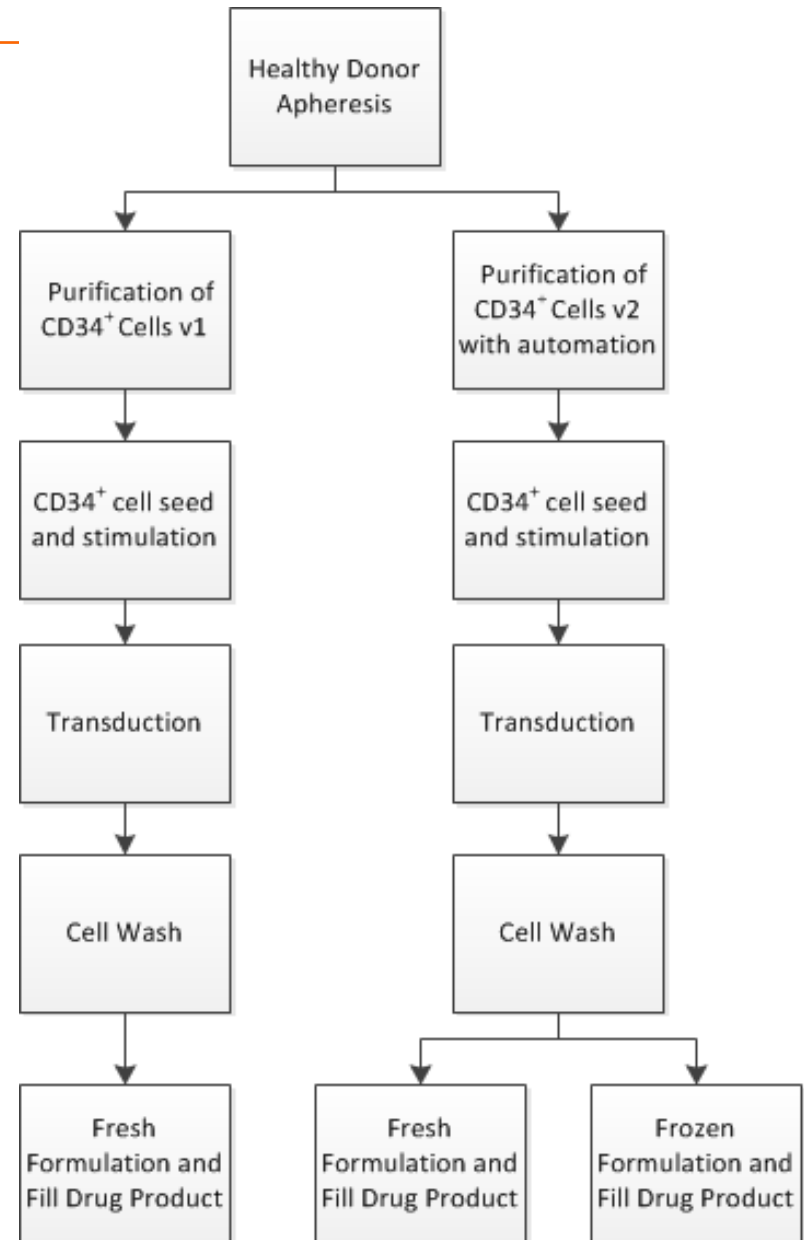 Healthy Donor
Apheresis
Purification of
CD34⁺ Cells v1
Purification of
CD34⁺ Cells v2
with automation
CD34⁺ cell seed
and stimulation
CD34⁺ cell seed
and stimulation
Transduction
Transduction
Cell Wash
Cell Wash
Fresh
Formulation and
Fill Drug Product
Fresh
Formulation and
Fill Drug Product
Frozen
Formulation and
Fill Drug Product